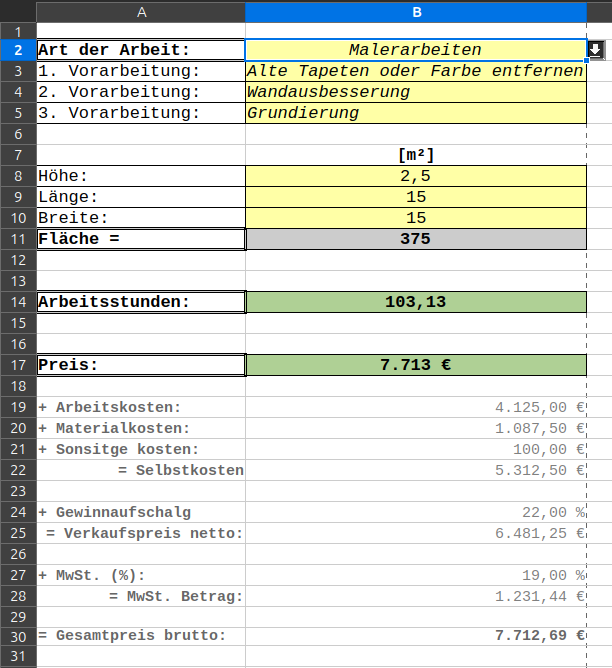 A B
1
2 Art der Arbeit: Malerarbeiten
3 1. Vorarbeitung: Alte Tapeten oder Farbe entfernen
4 2. Vorarbeitung: Wandausbesserung
5 3. Vorarbeitung: Grundierung
6
7 [m²]
8 Höhe: 2,5
9 Länge: 15
10 Breite: 15
11 Fläche = 375
12
13
14 Arbeitsstunden: 103,13
15
16
17 Preis: 7.713 €
18
19 + Arbeitskosten: 4.125,00 €
20 + Materialkosten: 1.087,50 €
21 + Sonsitge kosten: 100,00 €
22 = Selbstkosten 5.312,50 €
23
24 + Gewinnaufschalg 22,00 %
25 = Verkaufspreis netto: 6.481,25 €
26
27 + MwSt. (%): 19,00 %
28 = MwSt. Betrag: 1.231,44 €
29
30 = Gesamtpreis brutto: 7.712,69 €
31